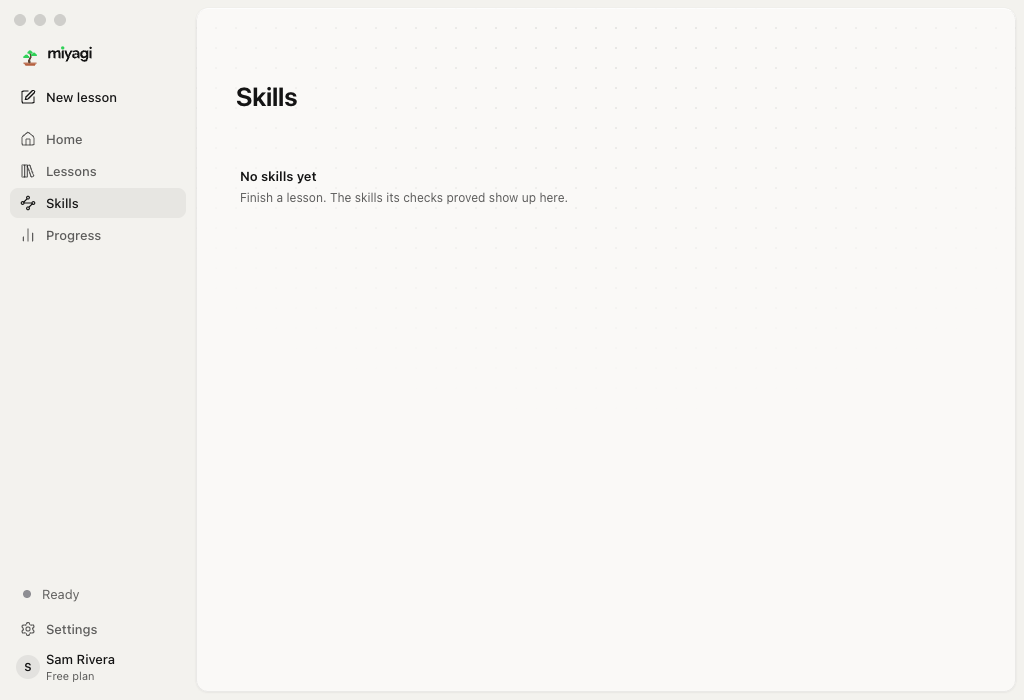 miyagi
New lesson
Home
Lessons
Skills
Progress
Ready
Settings
S
Sam Rivera
Free plan
Skills
No skills yet
Finish a lesson. The skills its checks proved show up here.